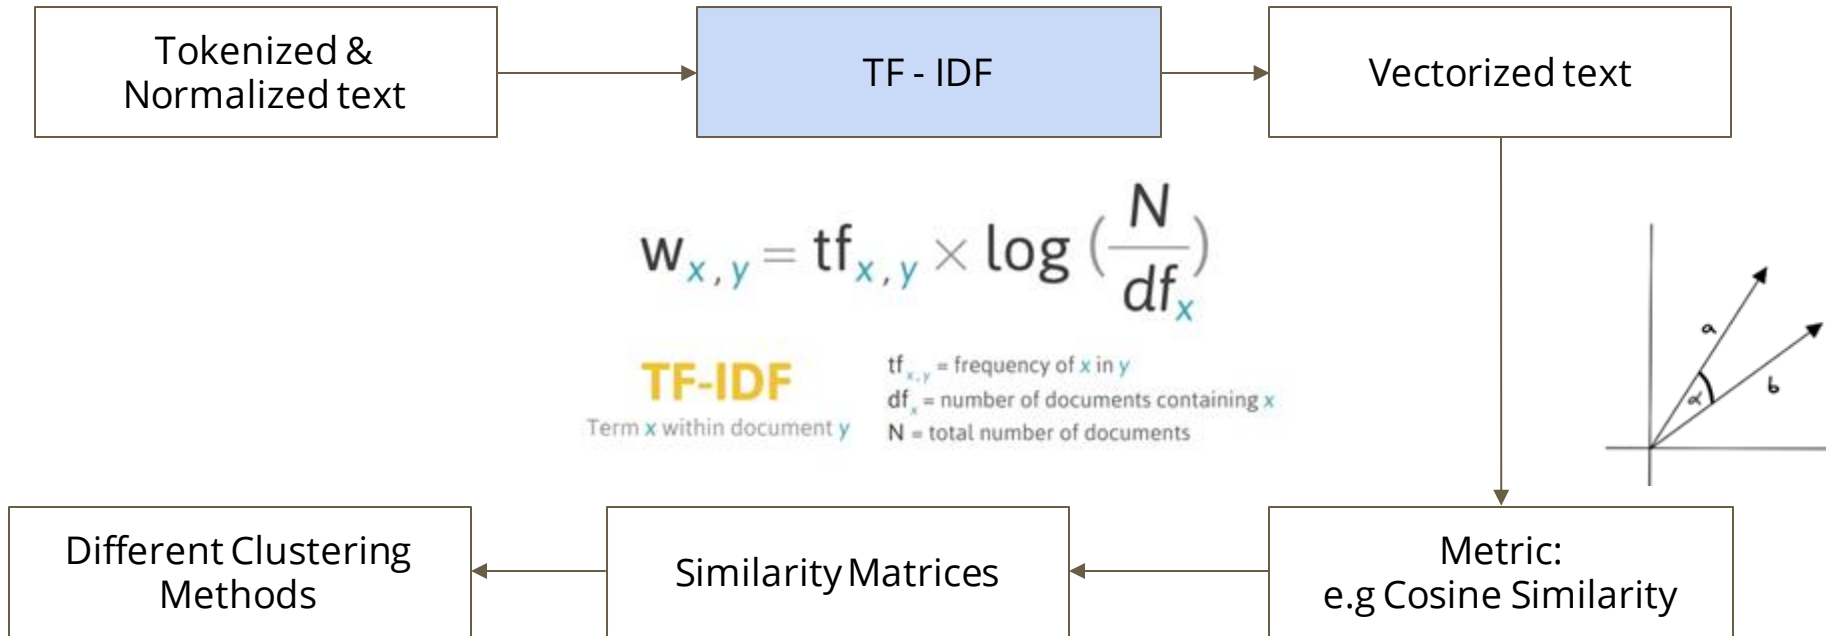 Tokenized &
Normalized text
TF - IDF
Vectorized text
w x , y = tf x , y × log ( N / df x )
TF-IDF
Term x within document y
tf x,y = frequency of x in y
df x = number of documents containing x
N = total number of documents
a
b
α
Different Clustering
Methods
Similarity Matrices
Metric:
e.g Cosine Similarity